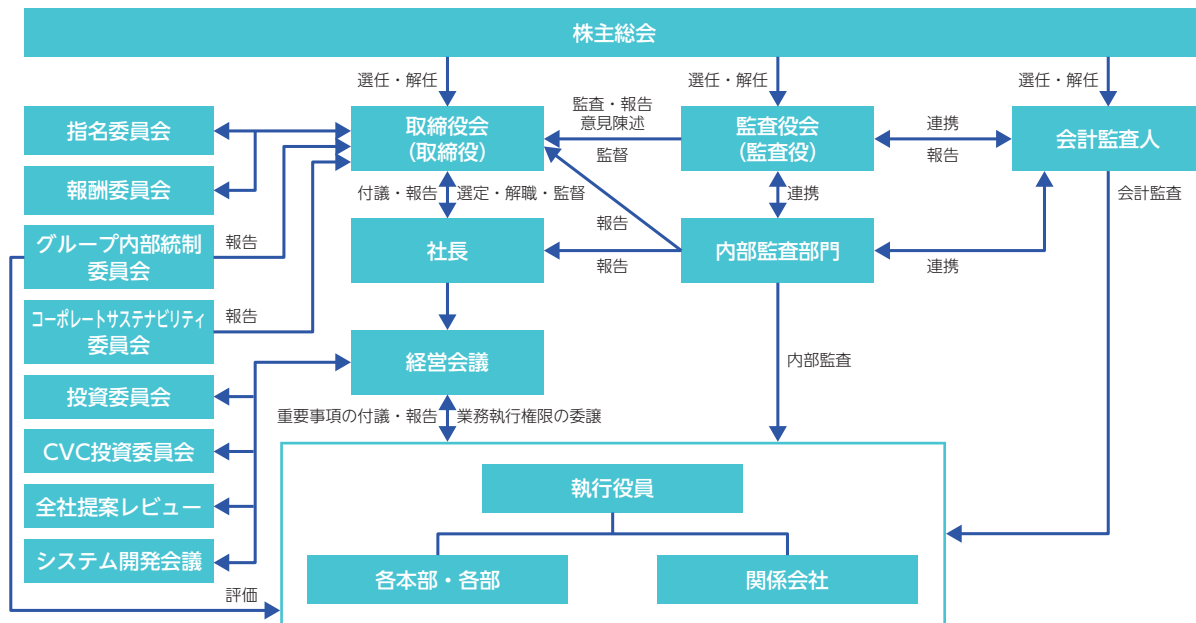 株主総会
選任・解任
選任・解任
選任・解任
指名委員会
報酬委員会
グループ内部統制
委員会
コーポレートサステナビリティ
委員会
投資委員会
CVC投資委員会
全社提案レビュー
システム開発会議
報告
報告
評価
取締役会
(取締役)
監査・報告
意見陳述
監督
監査役会
(監査役)
連携
報告
会計監査人
付議・報告
選定・解職・監督
連携
会計監査
社長
報告
報告
内部監査部門
連携
経営会議
内部監査
重要事項の付議・報告
業務執行権限の委譲
執行役員
各本部・各部
関係会社